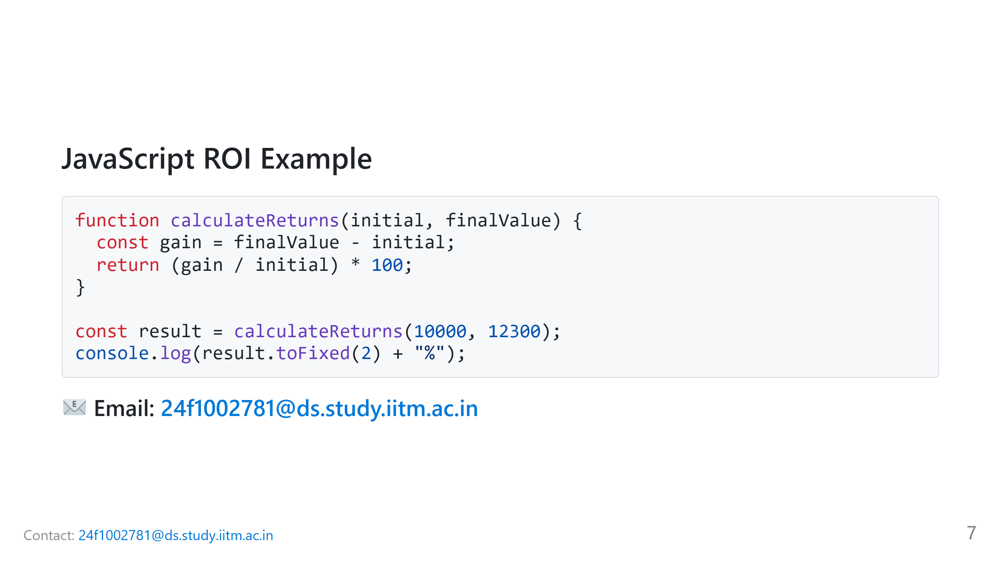 JavaScript ROI Example
function calculateReturns(initial, finalValue) {
  const gain = finalValue - initial;
  return (gain / initial) * 100;
}
const result = calculateReturns(10000, 12300);
console.log(result.toFixed(2) + "%");
E Email: 24f1002781@ds.study.iitm.ac.in
Contact: 24f1002781@ds.study.iitm.ac.in
7